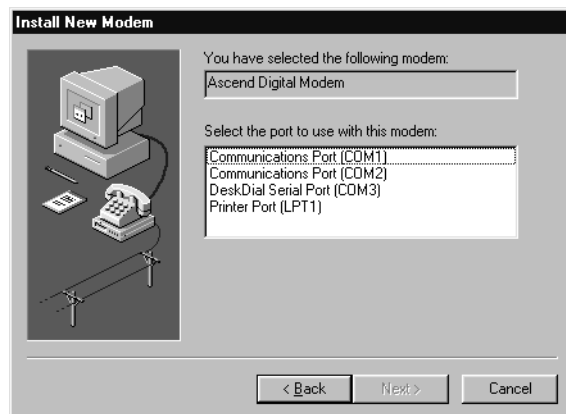 Install New Modem
You have selected the following modem:
Ascend Digital Modem
Select the port to use with this modem:
Communications Port (COM1)
Communications Port (COM2)
DeskDial Serial Port (COM3)
Printer Port (LPT1)
< Back
Next >
Cancel